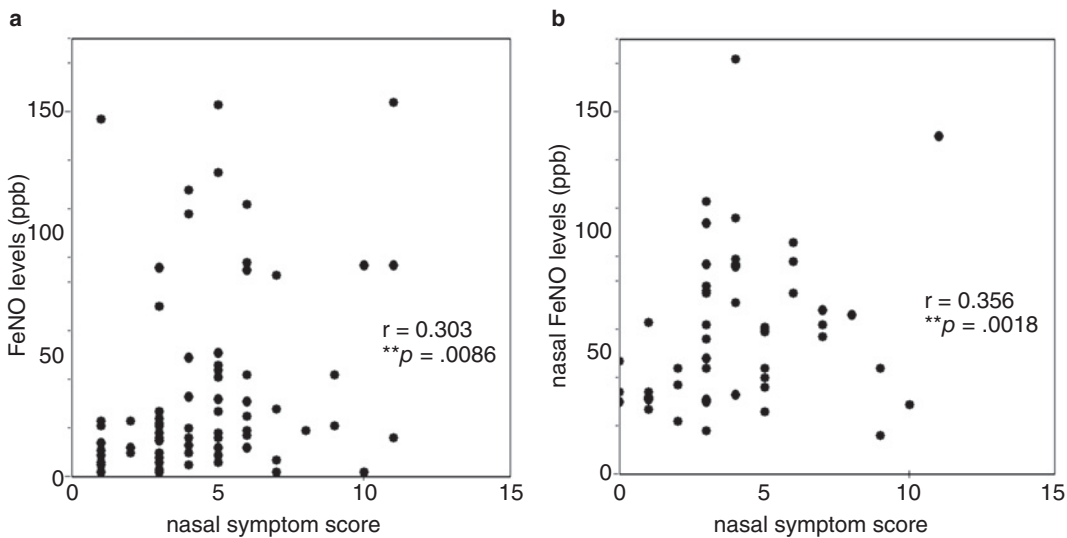 a
FeNO levels (ppb)
150
100
50
0
0 5 10 15
nasal symptom score
r = 0.303
**p = .0086
b
nasal FeNO levels (ppb)
150
100
50
0
0 5 10 15
nasal symptom score
r = 0.356
**p = .0018